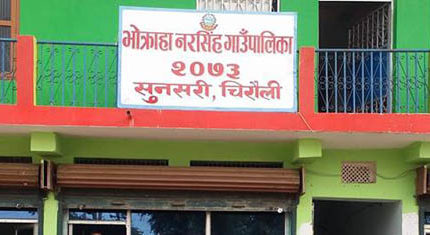 भोक्राहा नरसिंह गाउँपालिका
२०७३
सुनसरी, चिरौली